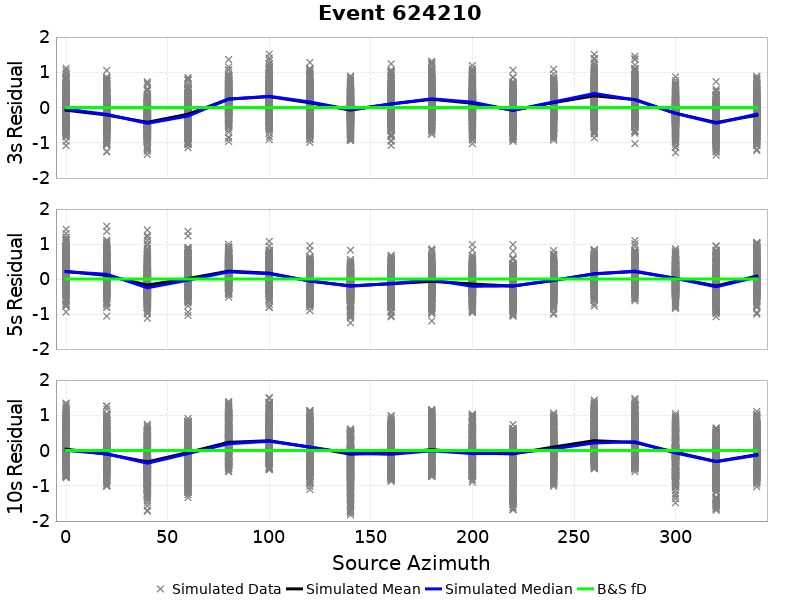 Event 624210
3s Residual
2
1
0
-1
-2
5s Residual
2
1
0
-1
-2
10s Residual
2
1
0
-1
-2
0 50 100 150 200 250 300
Source Azimuth
Simulated Data Simulated Mean Simulated Median B&S fD